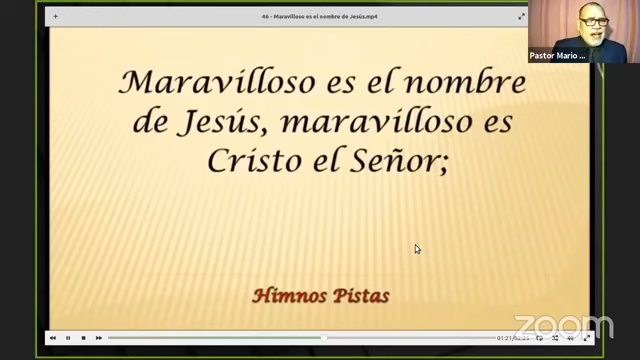 46 - Maravilloso es el nombre de Jesús.mp4
Pastor Mario ...
Maravilloso es el nombre
de Jesús, maravilloso es
Cristo el Señor;
Himnos Pistas
zoom